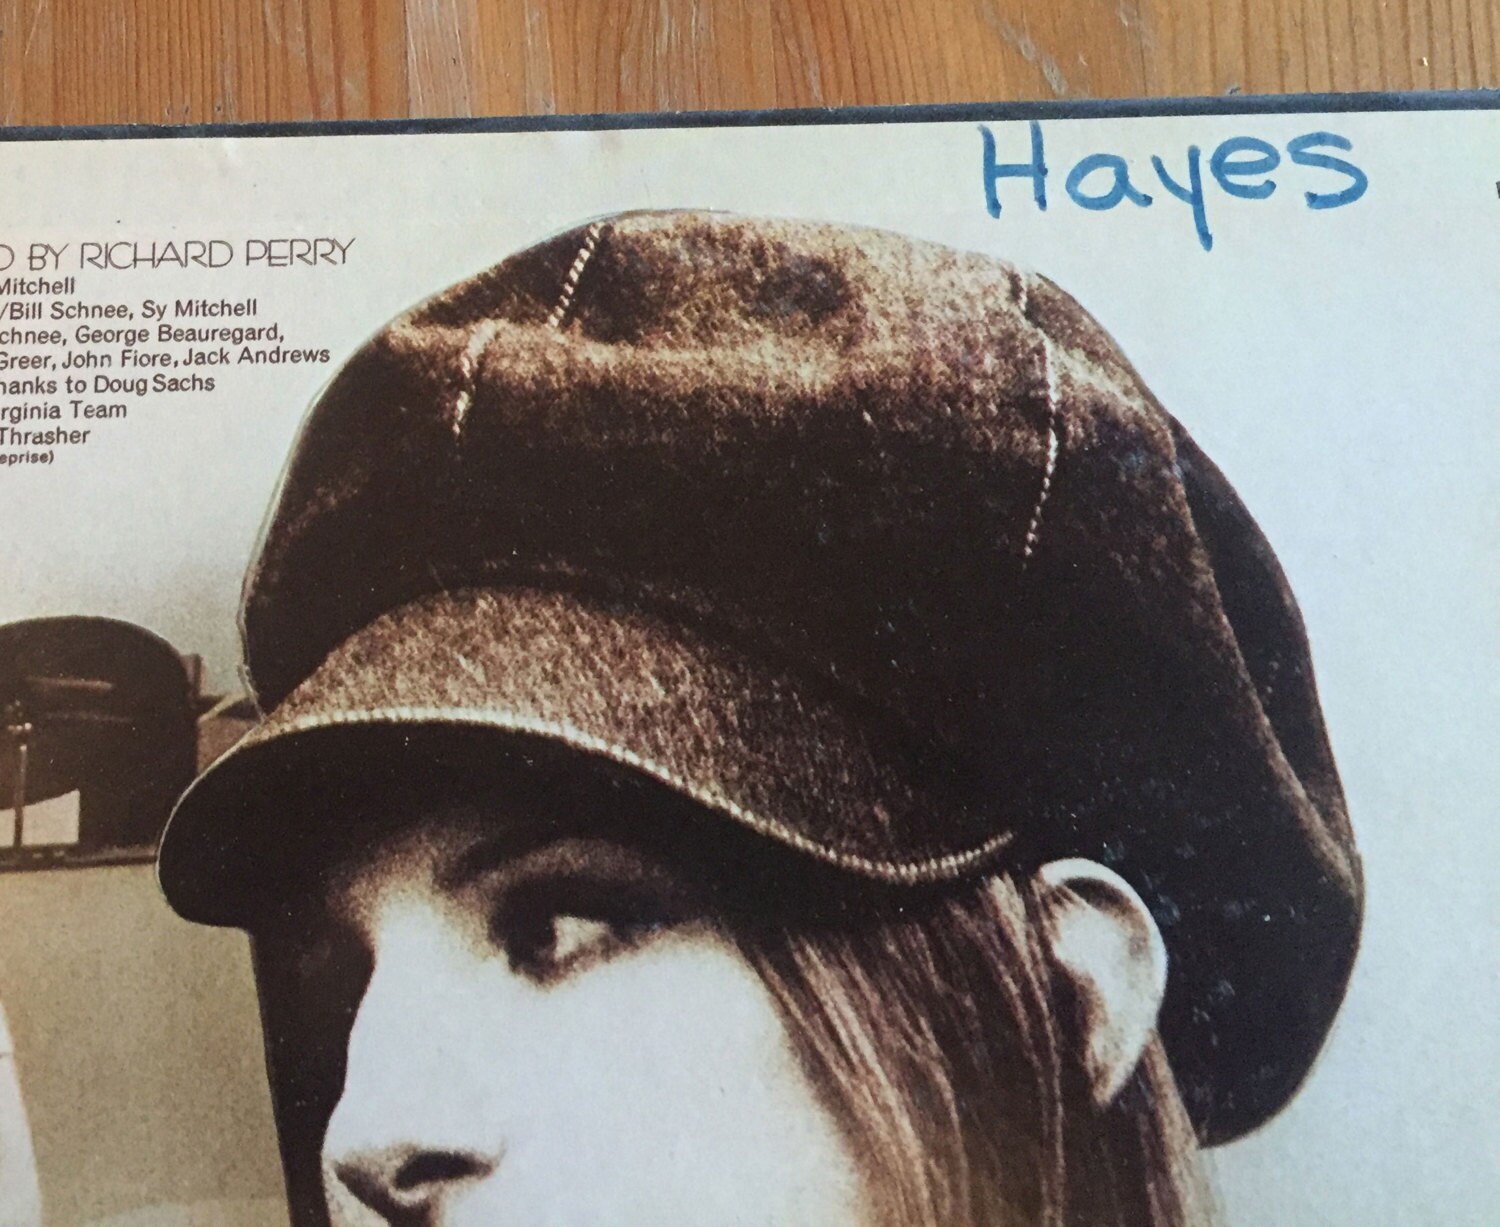 Hayes
D BY RICHARD PERRY
Mitchell
/Bill Schnee, Sy Mitchell
chnee, George Beauregard,
Greer, John Fiore, Jack Andrews
hanks to Doug Sachs
rginia Team
Thrasher
eprise)